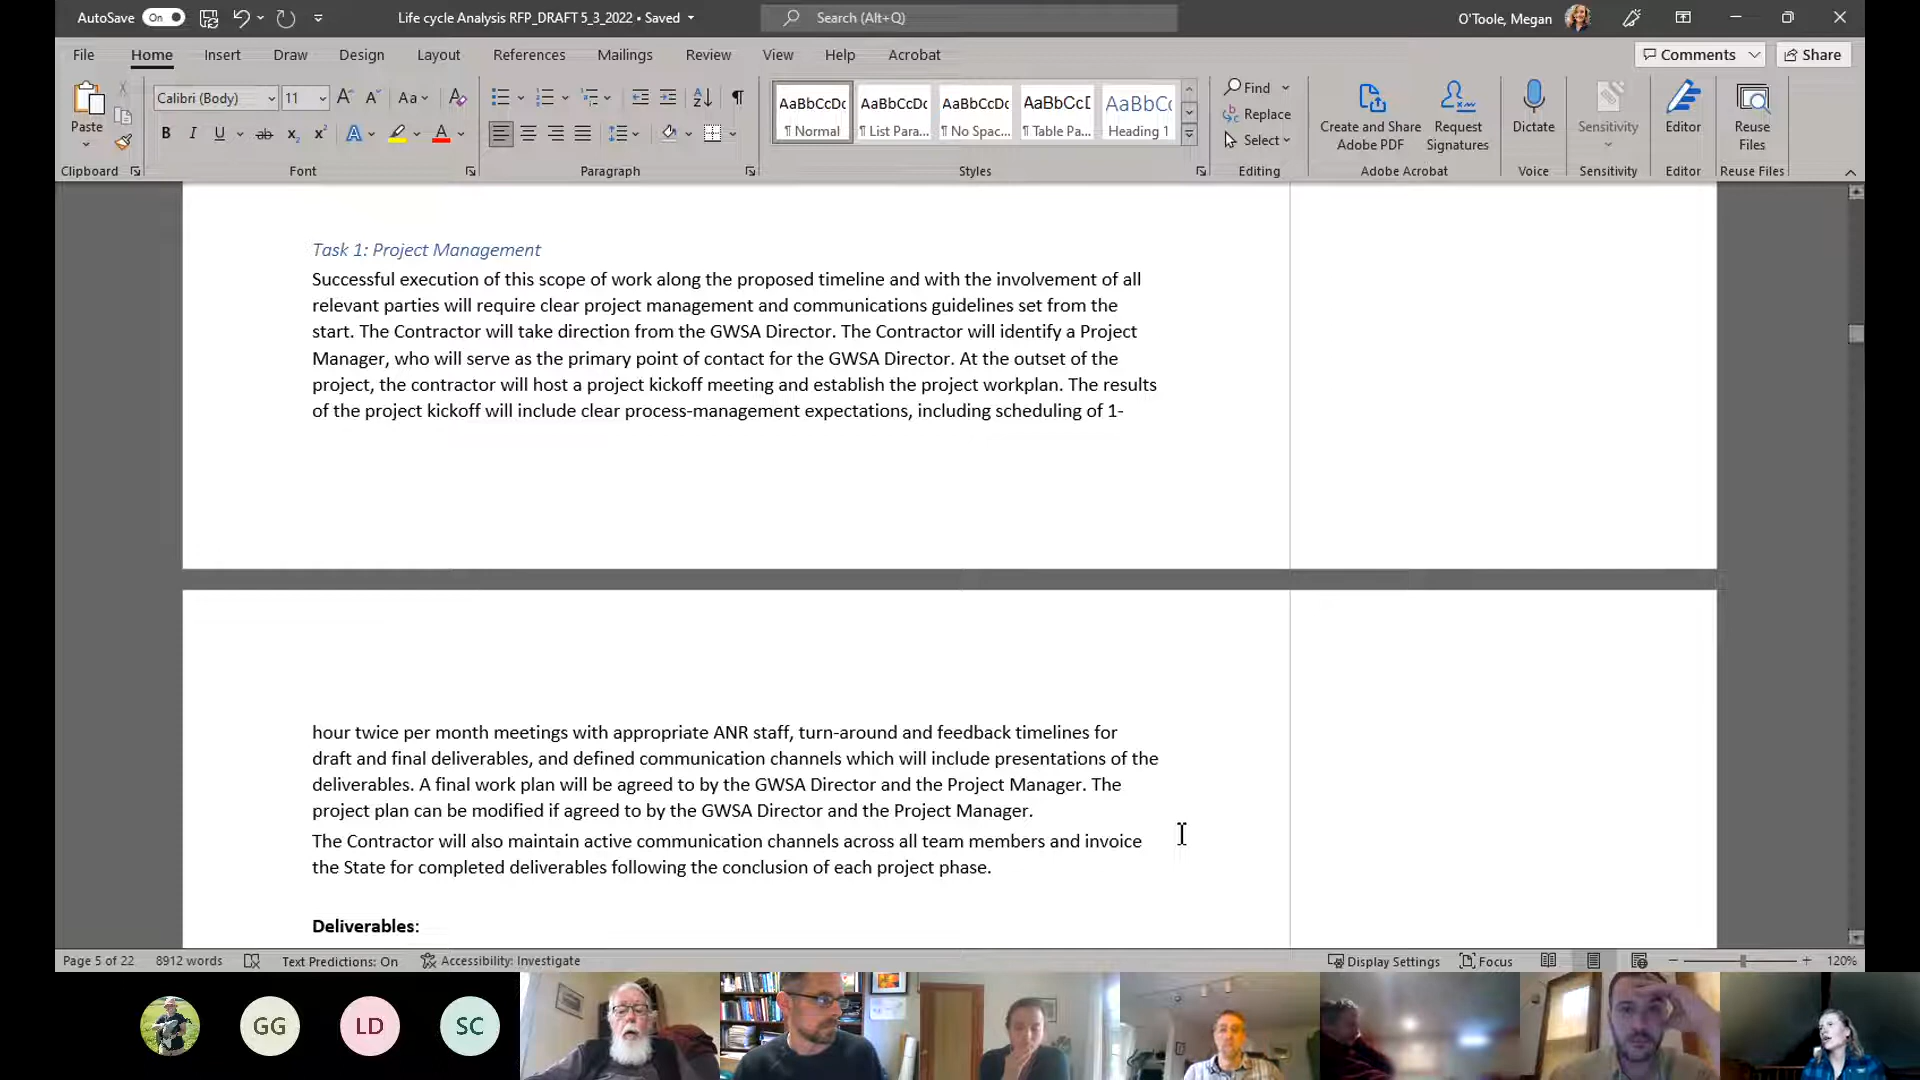 AutoSave On Life cycle Analysis RFP_DRAFT 5_3_2022 • Saved Search (Alt+Q) O'Toole, Megan
File Home Insert Draw Design Layout References Mailings Review View Help Acrobat Comments Share
Paste
Calibri (Body) 11 Aa
B I U ab x2 x2 A A
AaBbCcDc AaBbCcDc AaBbCcDc AaBbCcI AaBbCc
¶ Normal ¶ List Para... ¶ No Spac... ¶ Table Pa... Heading 1
Find
Replace
Select
Create and Share
Adobe PDF
Request
Signatures
Dictate
Sensitivity
Editor
Reuse
Files
Clipboard Font Paragraph Styles Editing Adobe Acrobat Voice Sensitivity Editor Reuse Files
Task 1: Project Management
Successful execution of this scope of work along the proposed timeline and with the involvement of all
relevant parties will require clear project management and communications guidelines set from the
start. The Contractor will take direction from the GWSA Director. The Contractor will identify a Project
Manager, who will serve as the primary point of contact for the GWSA Director. At the outset of the
project, the contractor will host a project kickoff meeting and establish the project workplan. The results
of the project kickoff will include clear process-management expectations, including scheduling of 1-
hour twice per month meetings with appropriate ANR staff, turn-around and feedback timelines for
draft and final deliverables, and defined communication channels which will include presentations of the
deliverables. A final work plan will be agreed to by the GWSA Director and the Project Manager. The
project plan can be modified if agreed to by the GWSA Director and the Project Manager.
The Contractor will also maintain active communication channels across all team members and invoice
the State for completed deliverables following the conclusion of each project phase.
Deliverables:
Page 5 of 22 8912 words Text Predictions: On Accessibility: Investigate Display Settings Focus 120%
GG LD SC